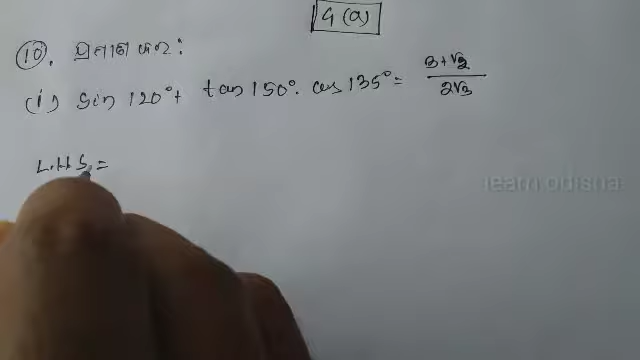 4(a)
10. ପ୍ରମାଣ କର:
(i) sin 120° + tan 150°. cos 135° = 3+√2 / 2√3
L.H.S =
learn odisha